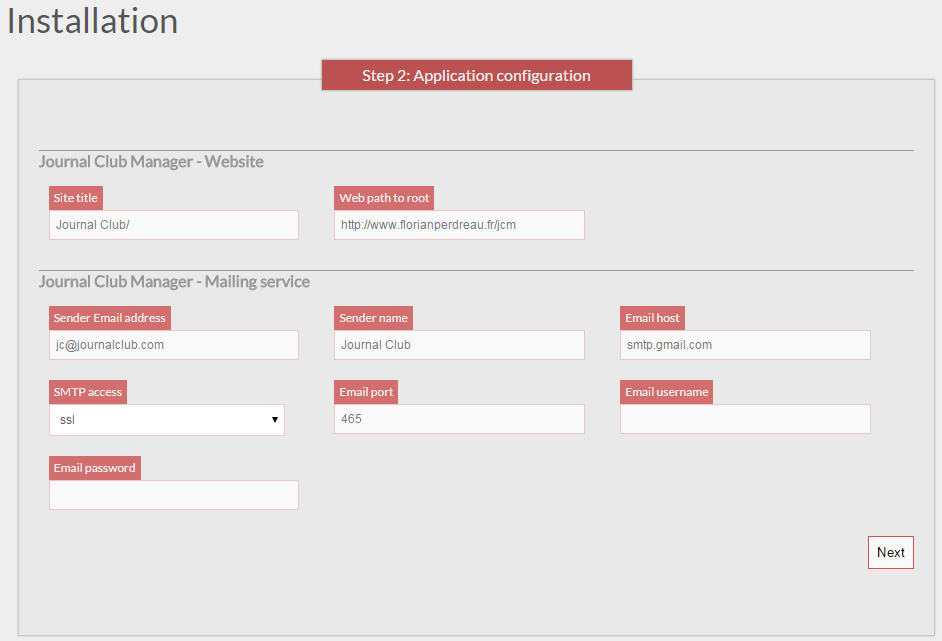 Installation
Step 2: Application configuration
Journal Club Manager - Website
Site title
Web path to root
Journal Club/
http://www.florianperdreau.fr/jcm
Journal Club Manager - Mailing service
Sender Email address
Sender name
Email host
jc@journalclub.com
Journal Club
smtp.gmail.com
SMTP access
Email port
Email username
ssl
465
Email password
Next